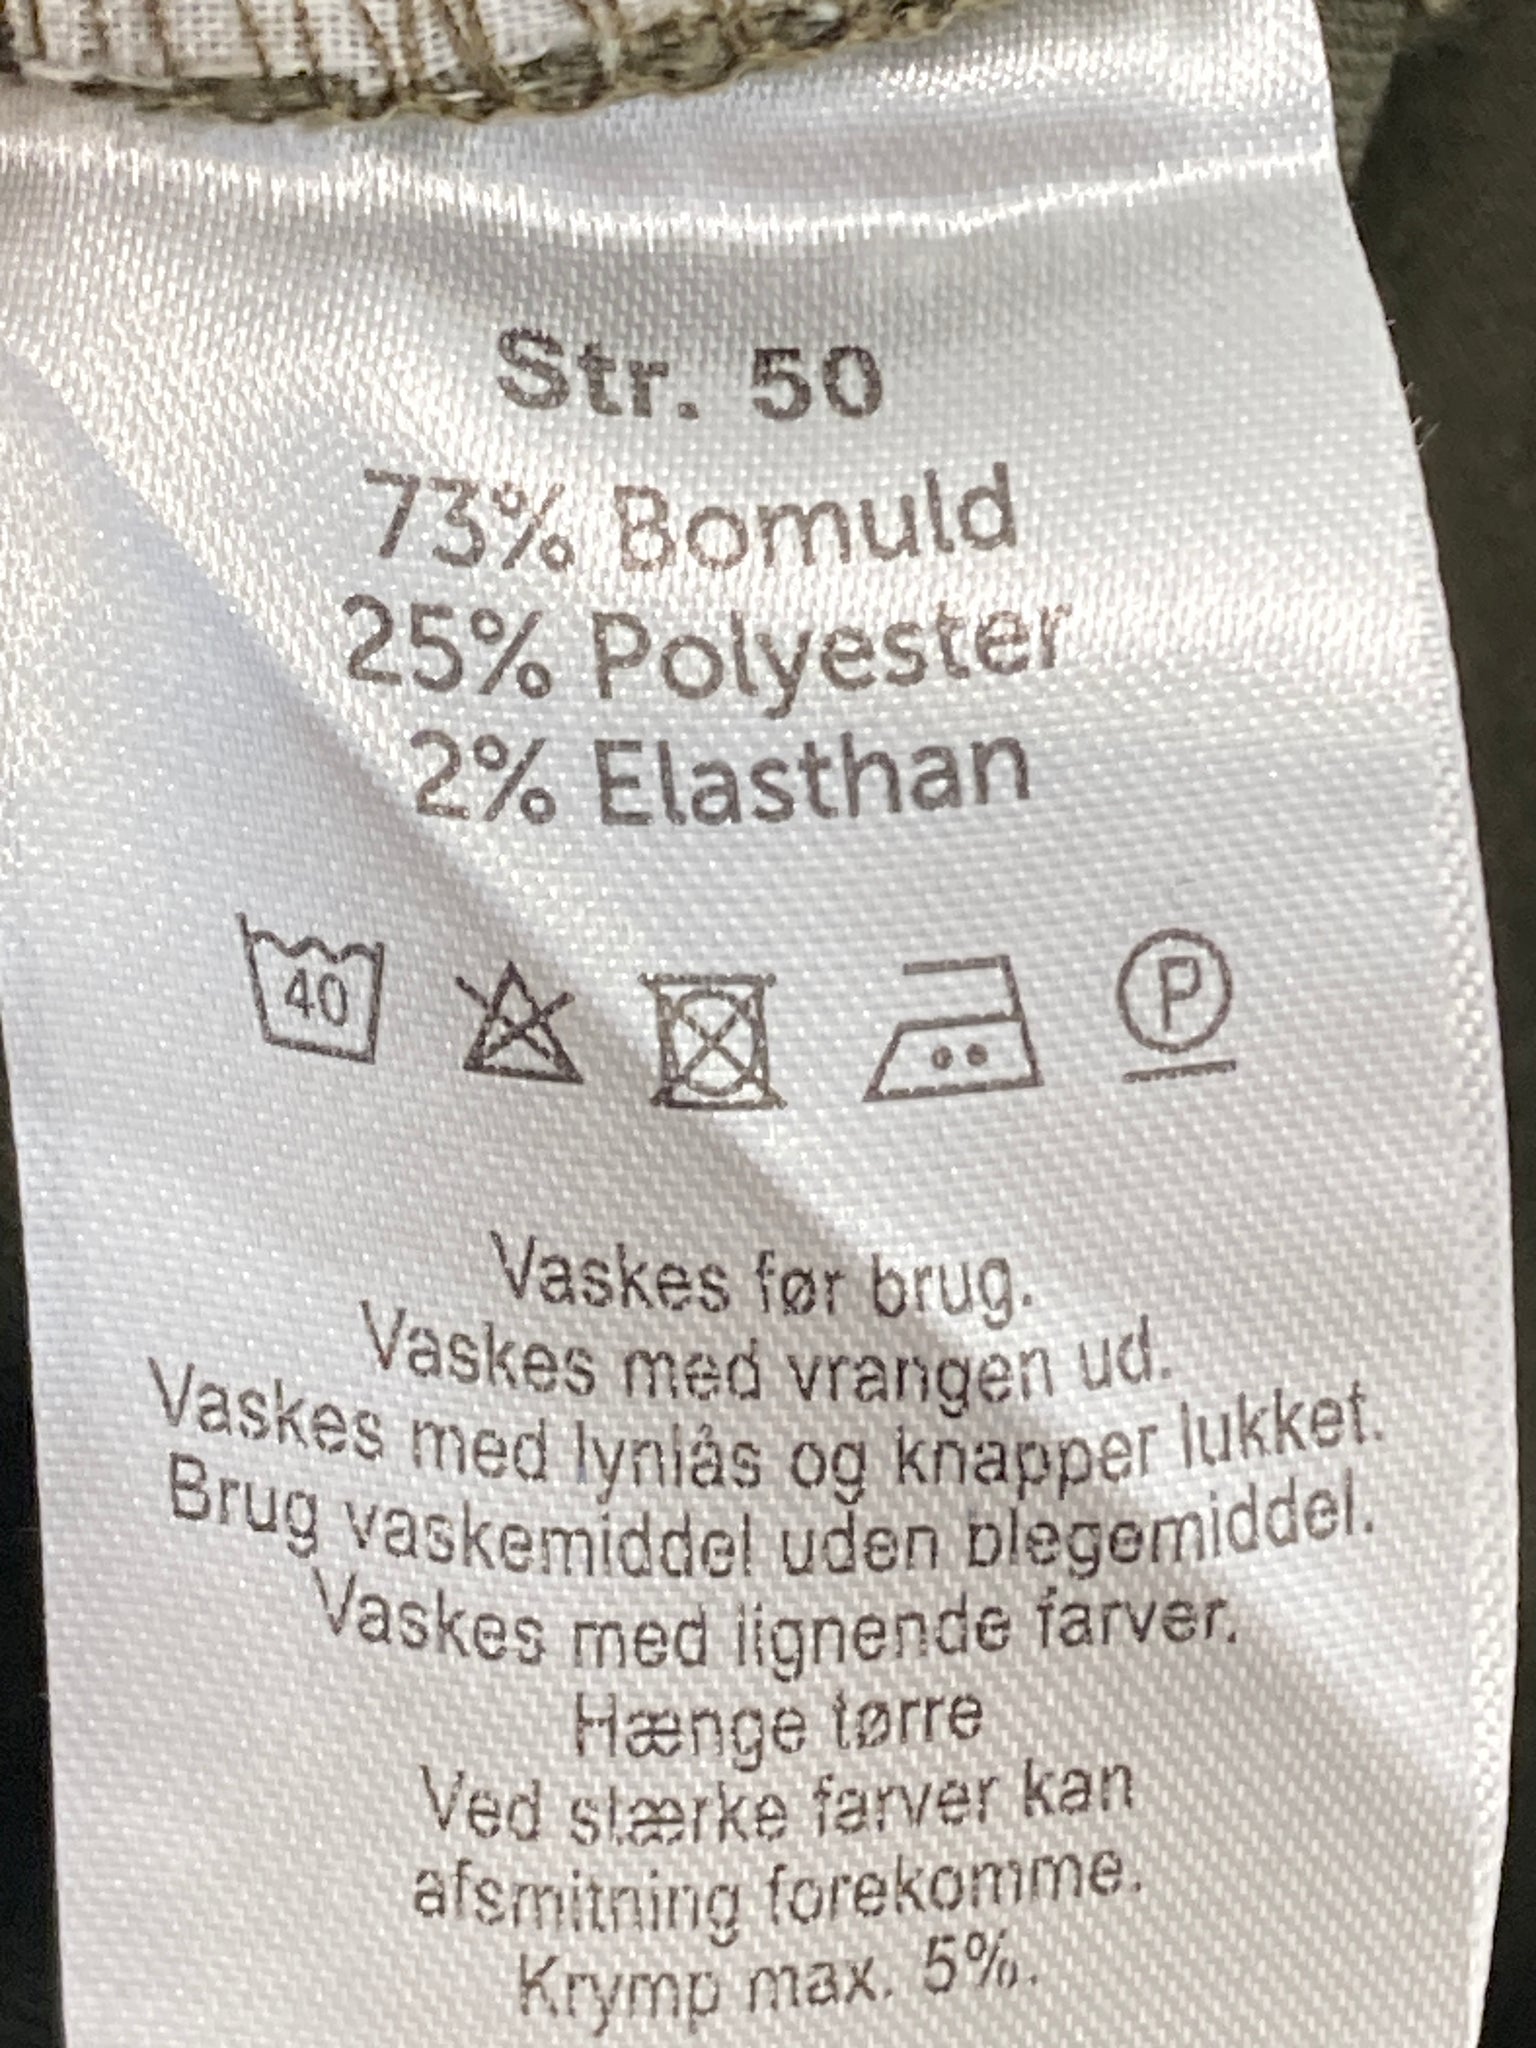 Str. 50
73% Bomuld
25% Polyester
2% Elasthan
40
P
Vaskes før brug.
Vaskes med vrangen ud.
Vaskes med lynlås og knapper lukket.
Brug vaskemiddel uden blegemiddel.
Vaskes med lignende farver.
Hænge tørre
Ved stærke farver kan
afsmitning forekomme.
Krymp max. 5%.